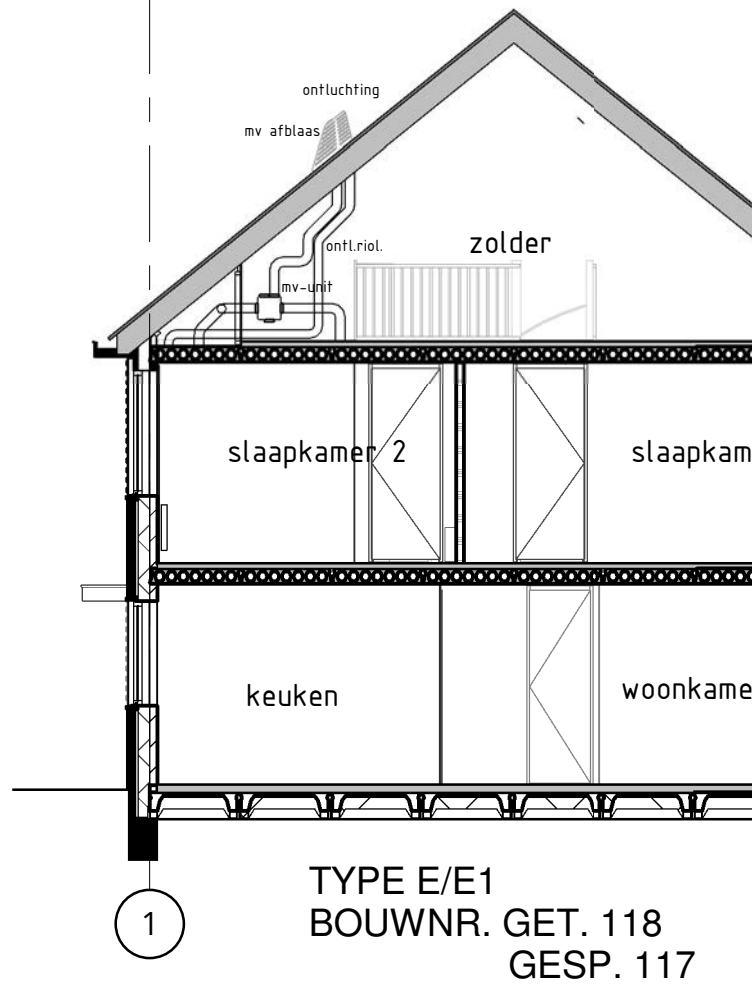 ontluchting
mv afblaas
ontl.riol.
zolder
mv-unit
slaapkamer 2
slaapkam
keuken
woonkame
1
TYPE E/E1
BOUWNR. GET. 118
GESP. 117